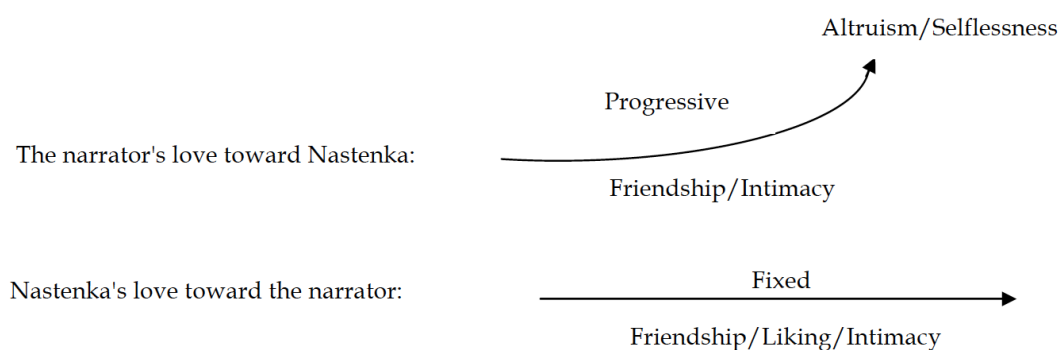 Altruism/Selflessness
Progressive
The narrator's love toward Nastenka:
Friendship/Intimacy
Fixed
Nastenka's love toward the narrator:
Friendship/Liking/Intimacy